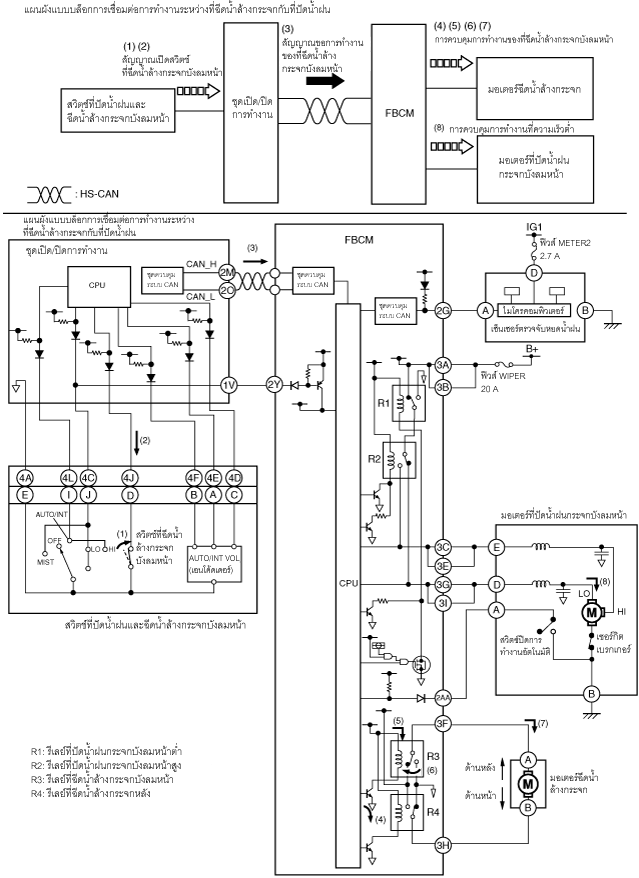 แผนผังแบบบล็อกการเชื่อมต่อการทำงานระหว่างที่ฉีดน้ำล้างกระจกกับที่ปัดน้ำฝน
(1) (2)
สัญญาณเปิดสวิตซ์
ที่ฉีดน้ำล้างกระจกบังลมหน้า
(3)
สัญญาณขอการทำงาน
ของที่ฉีดน้ำล้าง
กระจกบังลมหน้า
(4) (5) (6) (7)
การควบคุมการทำงานของที่ฉีดน้ำล้างกระจกบังลมหน้า
สวิตซ์ที่ปัดน้ำฝนและ
ฉีดน้ำล้างกระจกบังลมหน้า
ชุดเปิด/ปิด
การทำงาน
FBCM
มอเตอร์ฉีดน้ำล้างกระจก
(8) การควบคุมการทำงานที่ความเร็วต่ำ
มอเตอร์ที่ปัดน้ำฝน
กระจกบังลมหน้า
: HS-CAN
แผนผังแบบบล็อกการเชื่อมต่อการทำงานระหว่าง
ที่ฉีดน้ำล้างกระจกกับที่ปัดน้ำฝน
ชุดเปิด/ปิดการทำงาน
CPU
ชุดควบคุม
ระบบ CAN
CAN_H
CAN_L
2M
2O
(3)
1V
2Y
FBCM
ชุดควบคุม
ระบบ CAN
CPU
ชุดควบคุม
ระบบ CAN
2G
IG1
ฟิวส์ METER2
2.7 A
D
A
ไมโครคอมพิวเตอร์
B
เซ็นเซอร์ตรวจจับหยดน้ำฝน
B+
3A
3B
ฟิวส์ WIPER
20 A
R1
R2
(2)
4A
4L
4C
4J
4F
4E
4D
E
I
J
D
B
A
C
AUTO/INT
OFF
MIST
LO
HI
(1)
สวิตซ์ที่ฉีดน้ำ
ล้างกระจก
บังลมหน้า
AUTO/INT VOL
(เอนโค้ดเดอร์)
สวิตซ์ที่ปัดน้ำฝนและฉีดน้ำล้างกระจกบังลมหน้า
มอเตอร์ที่ปัดน้ำฝนกระจกบังลมหน้า
3C
3E
3G
3I
E
D
A
LO
(8)
M
HI
สวิตซ์ปิดการ
ทำงานอัตโนมัติ
เซอร์กิต
เบรกเกอร์
B
2AA
3F
(5)
R3
(6)
(4)
R4
3H
(7)
A
ด้านหลัง
M
ด้านหน้า
B
มอเตอร์ฉีดน้ำ
ล้างกระจก
R1: รีเลย์ที่ปัดน้ำฝนกระจกบังลมหน้าต่ำ
R2: รีเลย์ที่ปัดน้ำฝนกระจกบังลมหน้าสูง
R3: รีเลย์ที่ฉีดน้ำล้างกระจกบังลมหน้า
R4: รีเลย์ที่ฉีดน้ำล้างกระจกหลัง